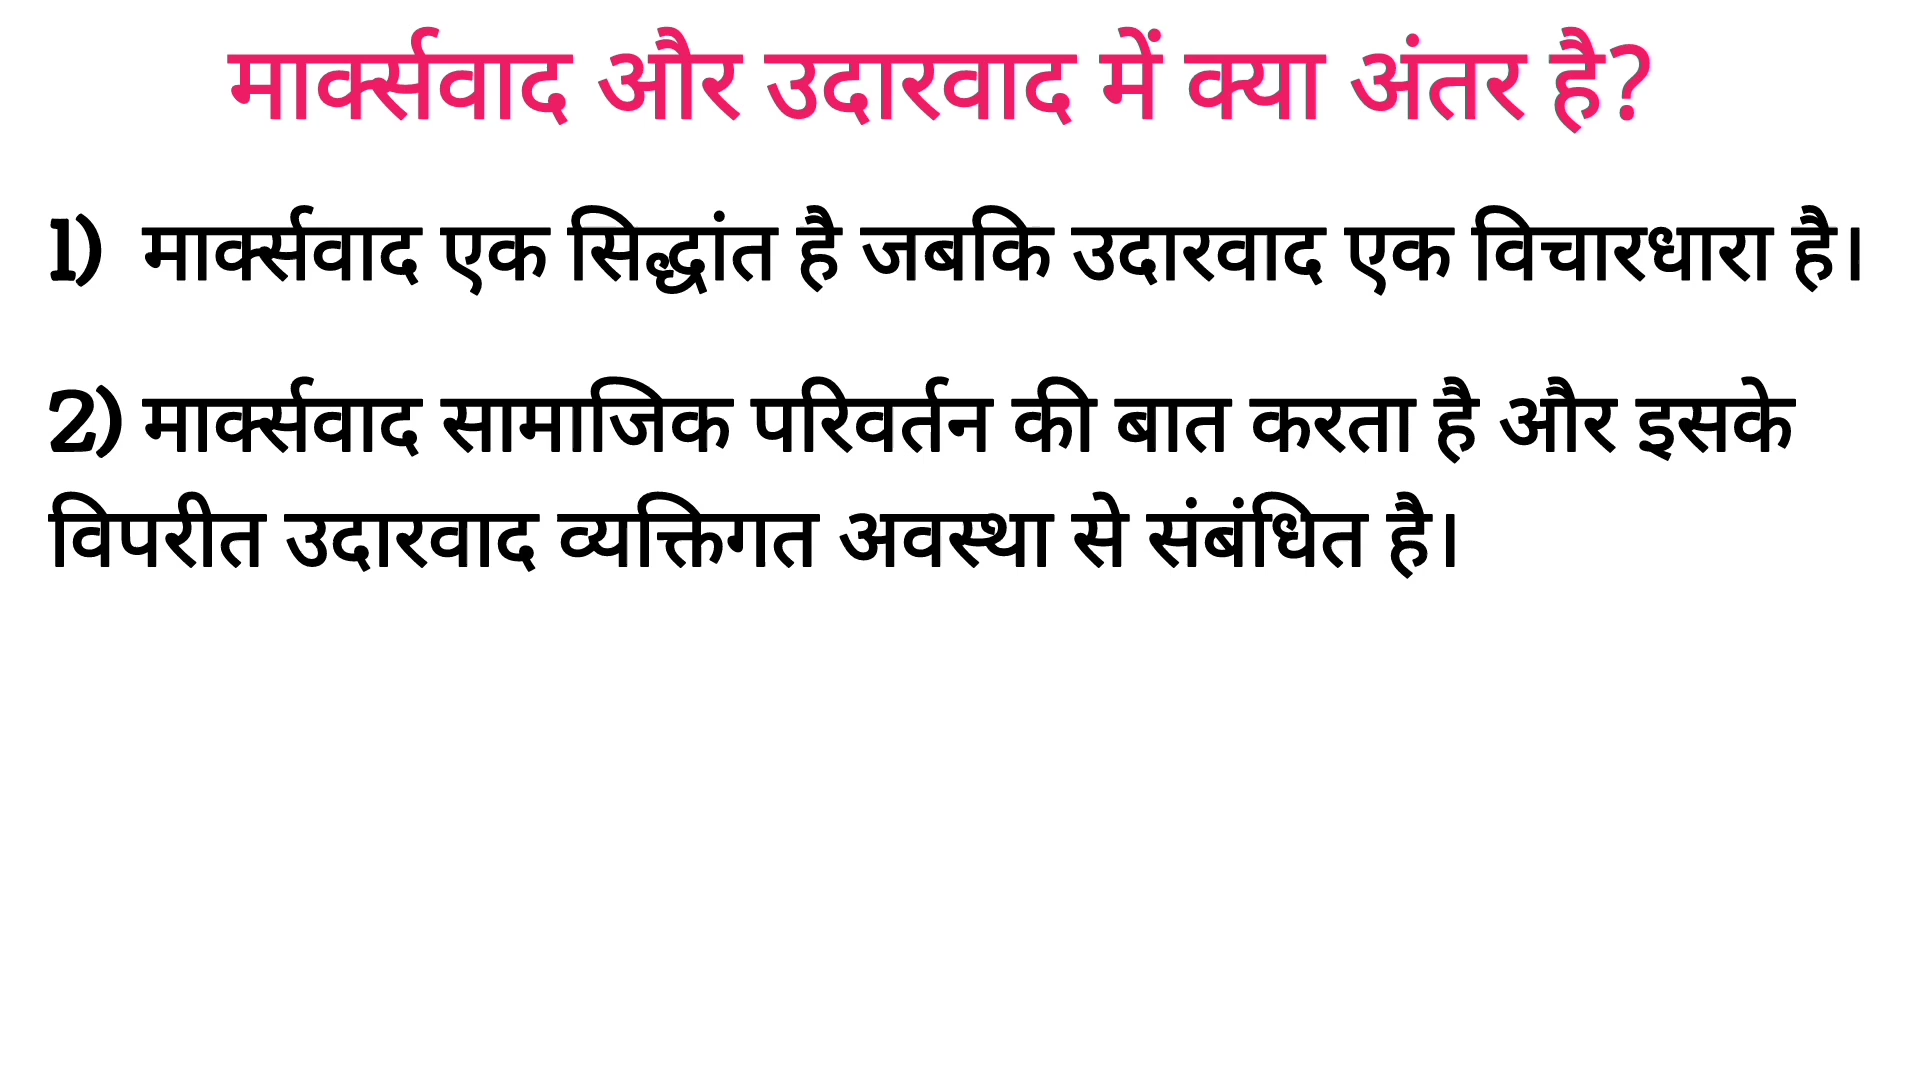 मार्क्सवाद और उदारवाद में क्या अंतर है?
1) मार्क्सवाद एक सिद्धांत है जबकि उदारवाद एक विचारधारा है।
2) मार्क्सवाद सामाजिक परिवर्तन की बात करता है और इसके
विपरीत उदारवाद व्यक्तिगत अवस्था से संबंधित है।